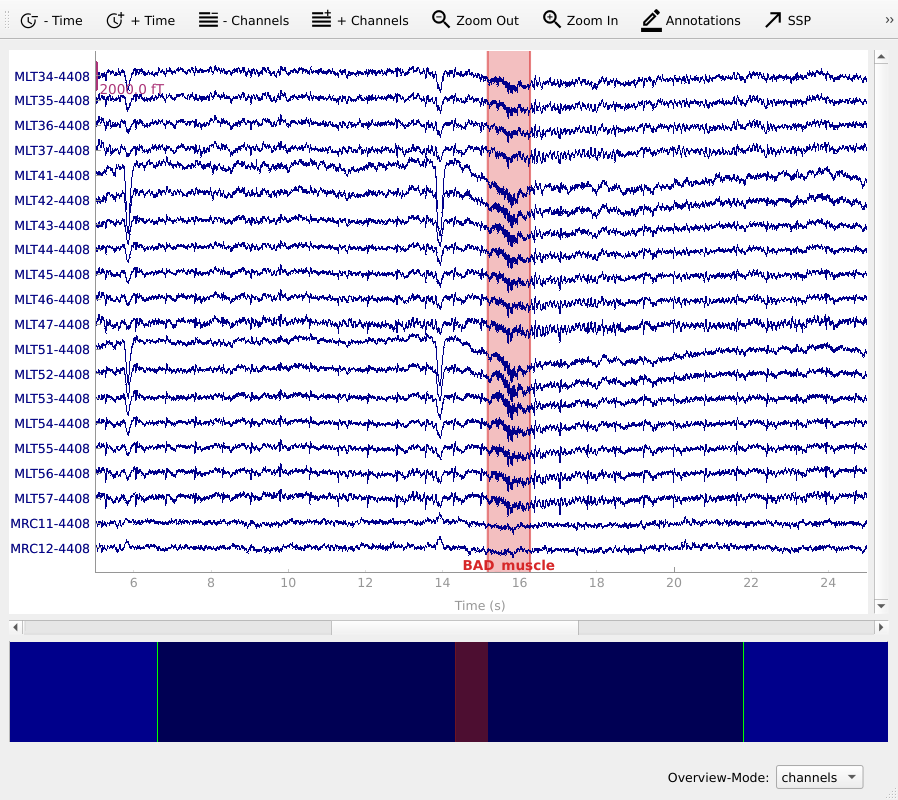 - Time + Time - Channels + Channels Zoom Out Zoom In Annotations SSP »
MLT34-4408
2000.0 fT
MLT35-4408
MLT36-4408
MLT37-4408
MLT41-4408
MLT42-4408
MLT43-4408
MLT44-4408
MLT45-4408
MLT46-4408
MLT47-4408
MLT51-4408
MLT52-4408
MLT53-4408
MLT54-4408
MLT55-4408
MLT56-4408
MLT57-4408
MRC11-4408
MRC12-4408
BAD_muscle
6 8 10 12 14 16 18 20 22 24
Time (s)
Overview-Mode: channels